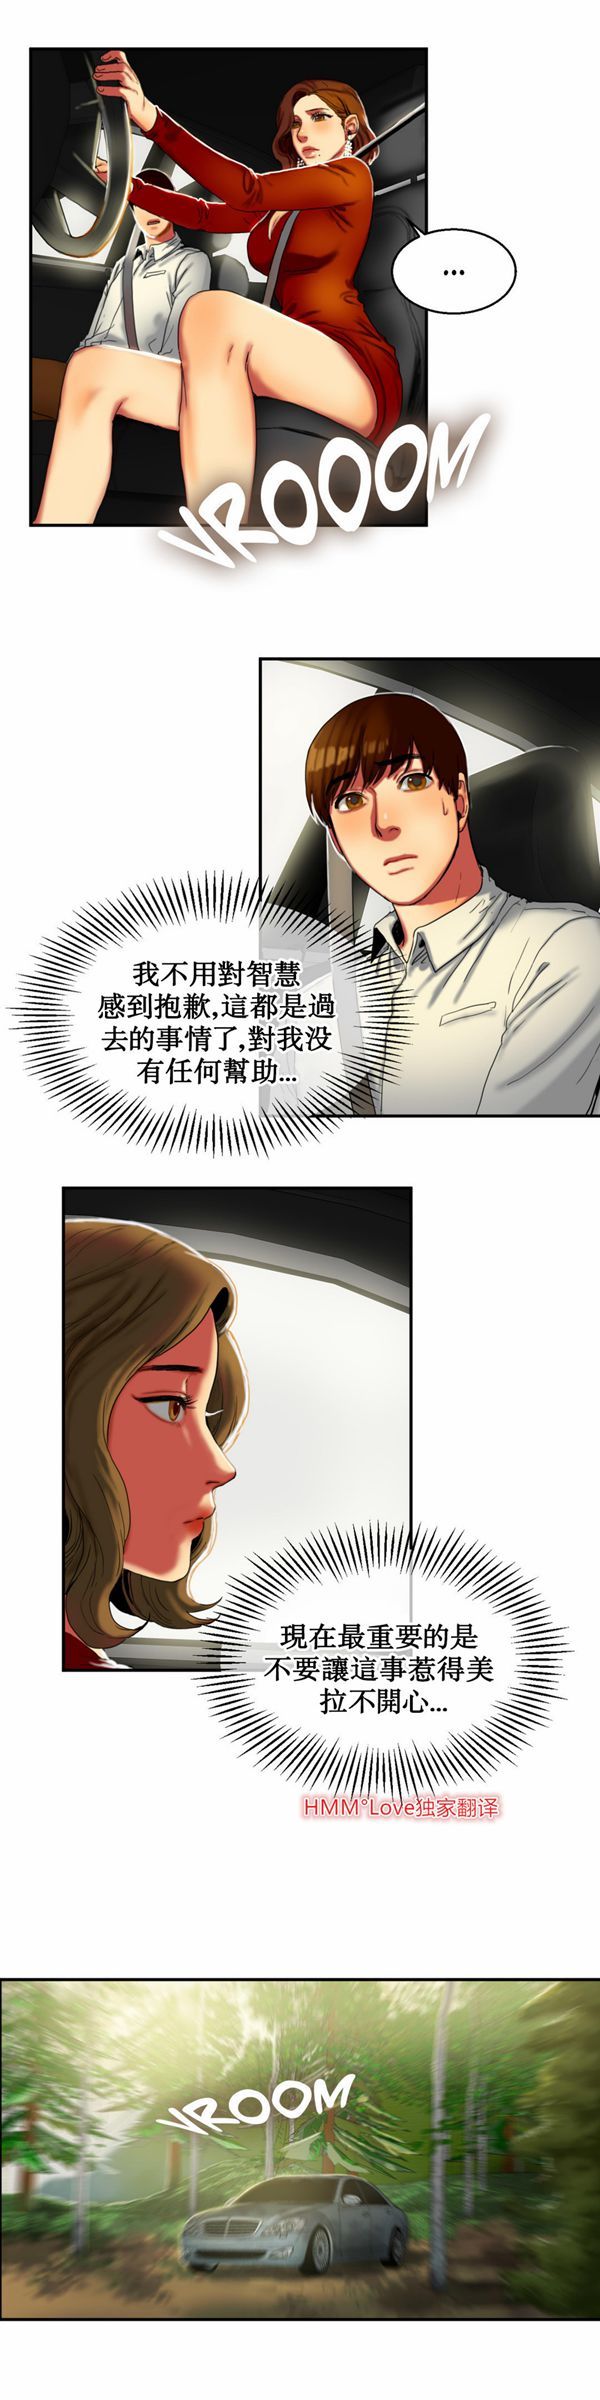 ...
VROOOM
我不用對智慧
感到抱歉,這都是過
去的事情了,對我没
有任何幫助...
現在最重要的是
不要讓這事惹得美
拉不開心...
HMM°Love独家翻译
VROOM